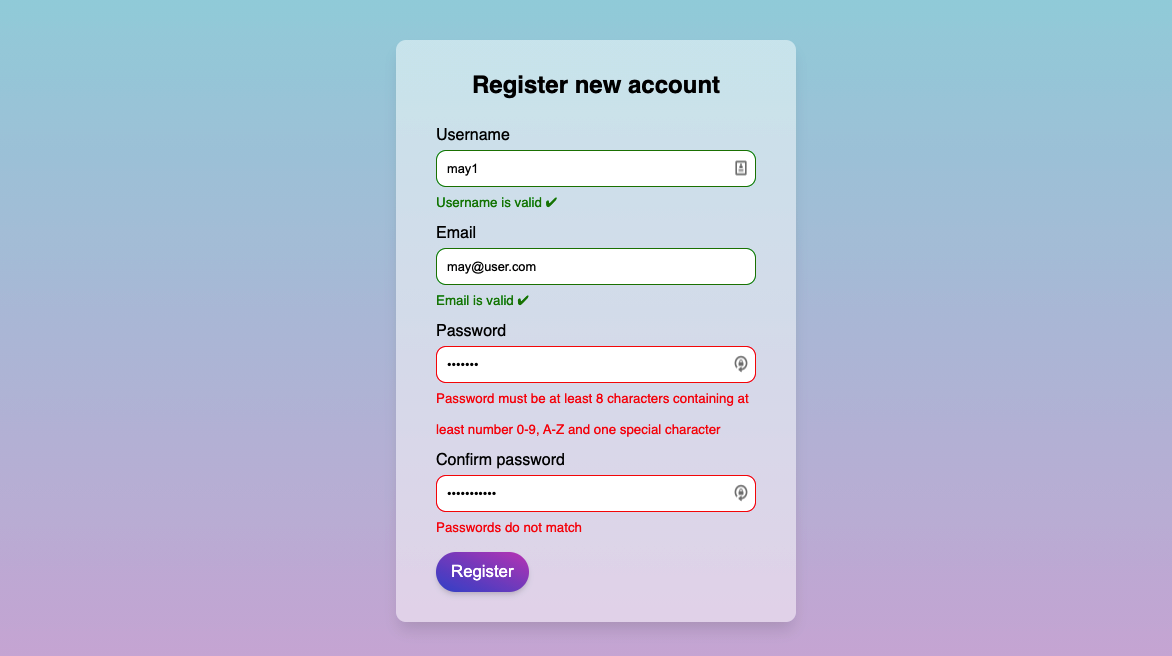 Register new account
Username
may1
Username is valid ✔
Email
may@user.com
Email is valid ✔
Password
•••••••
Password must be at least 8 characters containing at
least number 0-9, A-Z and one special character
Confirm password
•••••••••••
Passwords do not match
Register